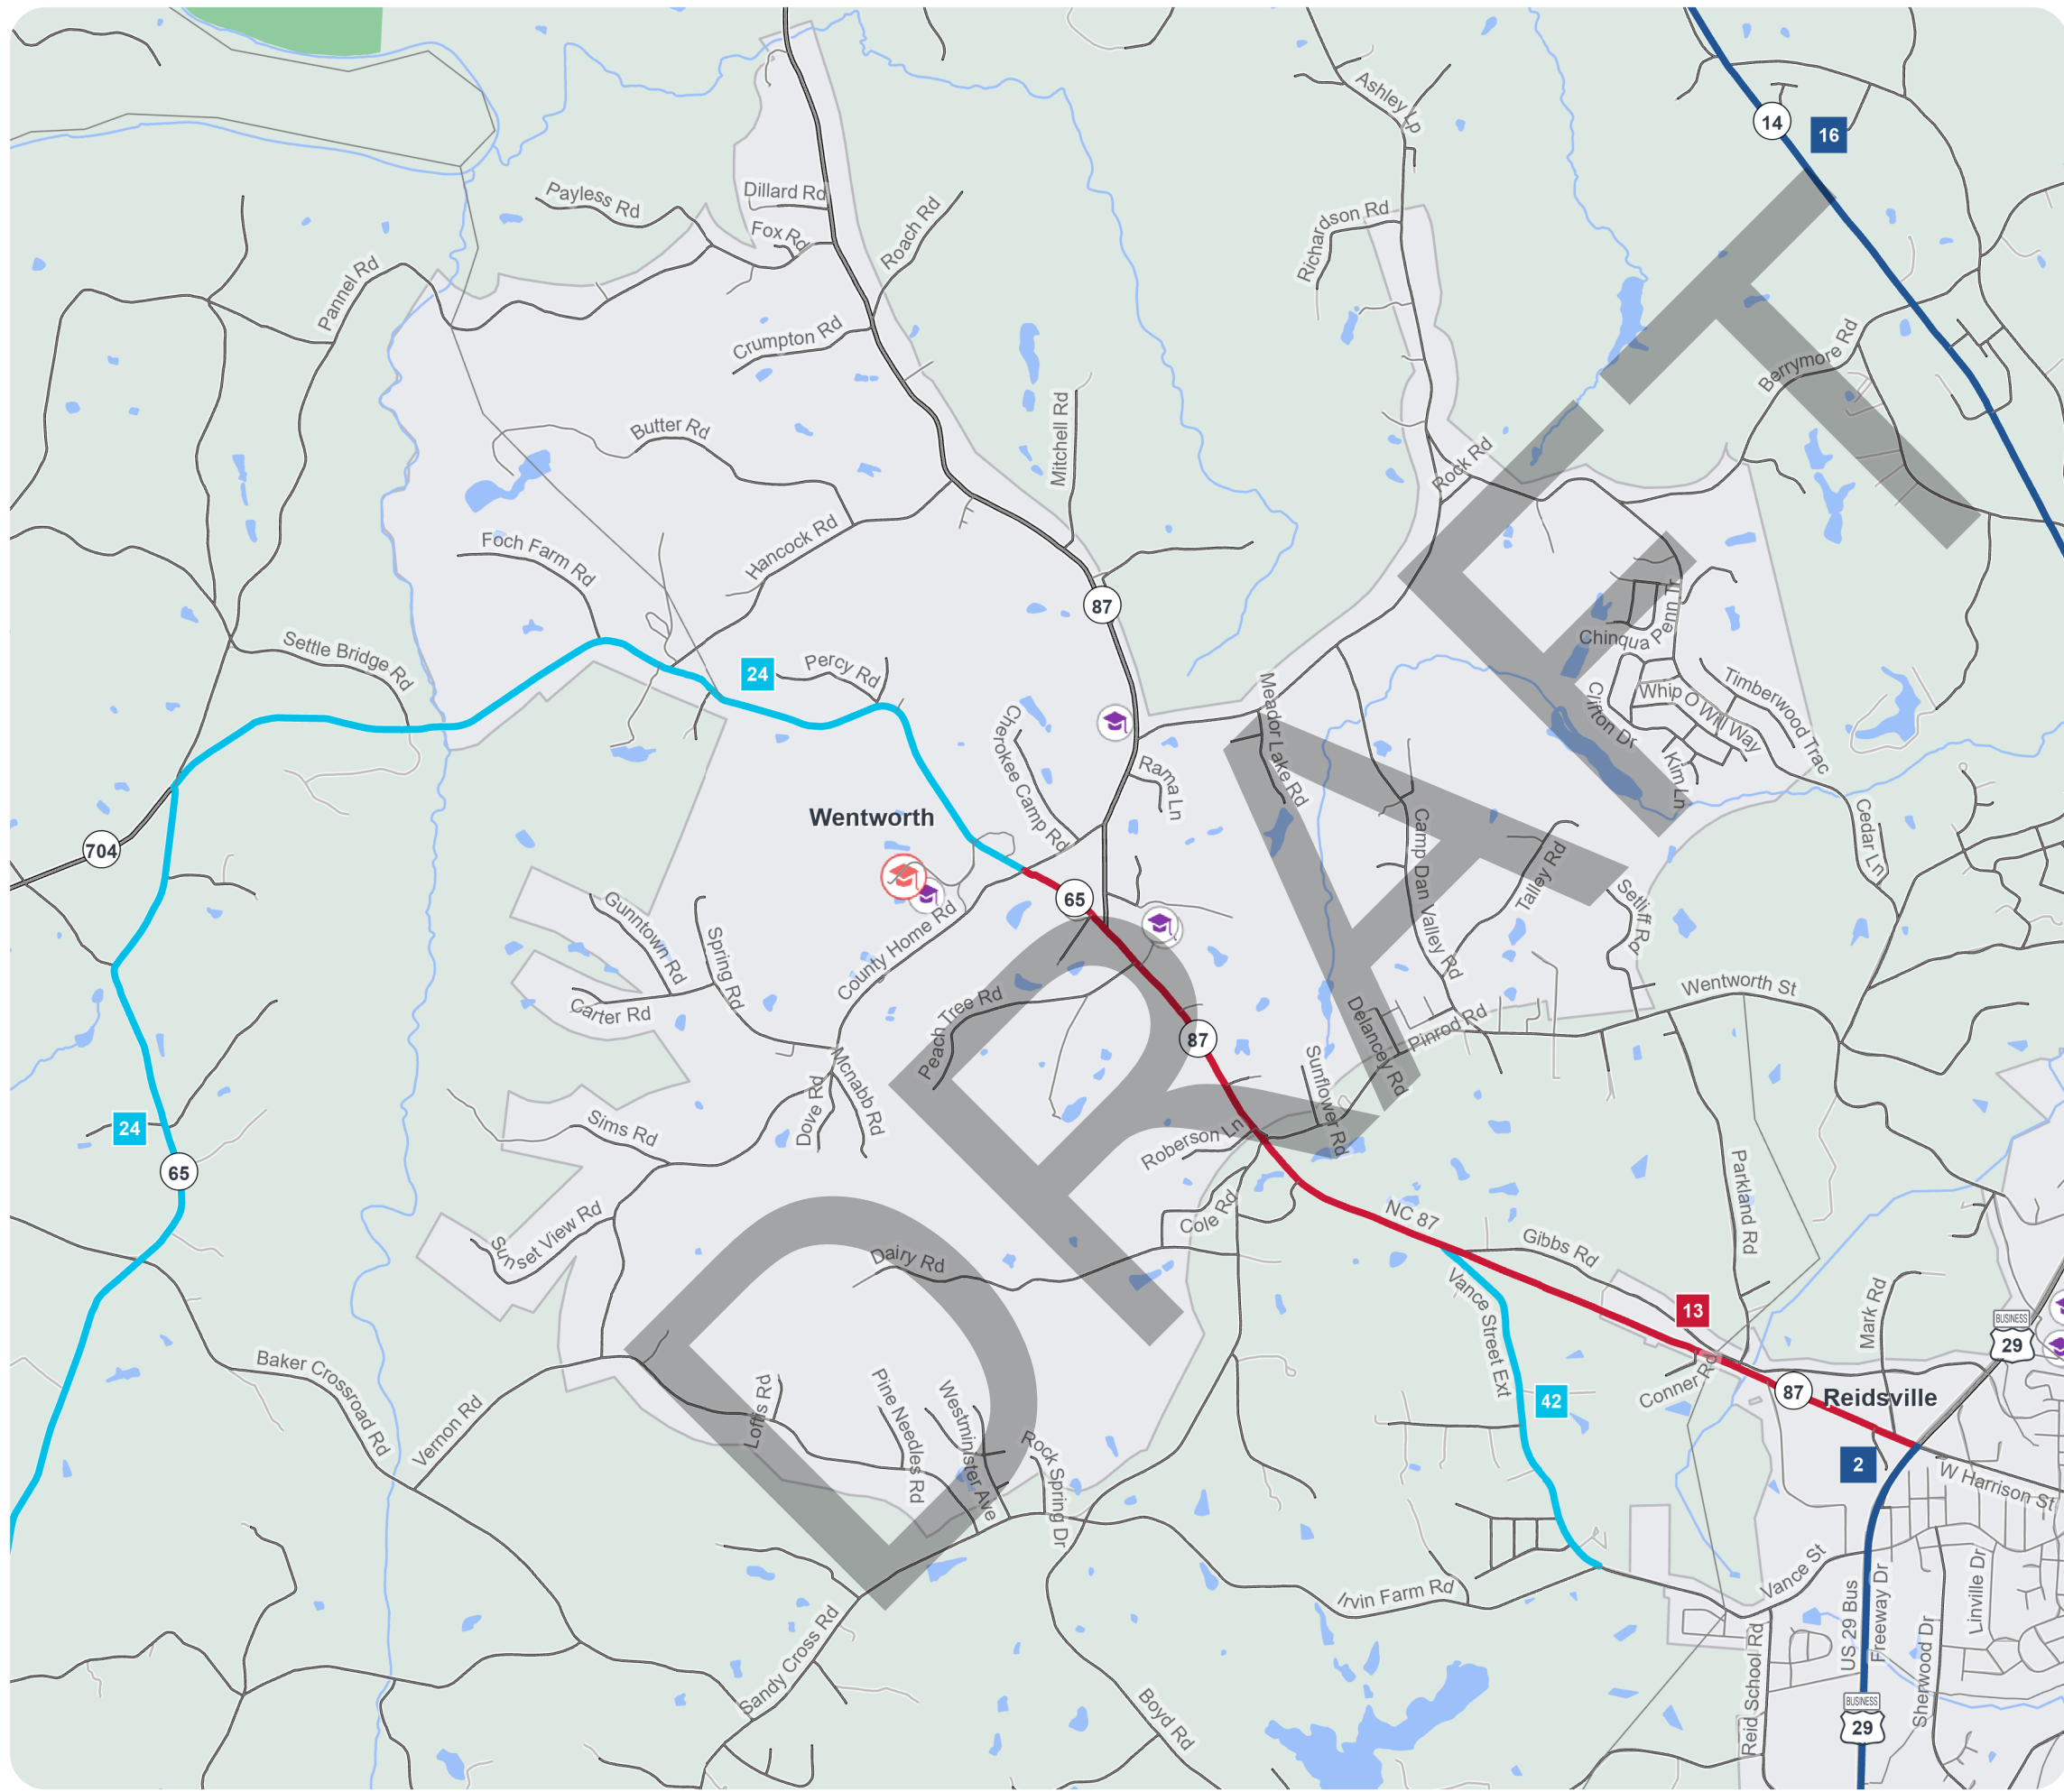 Ashley Lp
14
16
Payless Rd
Dillard Rd
Fox Rd
Roach Rd
Richardson Rd
Pannel Rd
Crumpton Rd
Berrymore Rd
Butter Rd
Mitchell Rd
Rock Rd
Hancock Rd
Foch Farm Rd
87
Chinqua Penn Tr
Settle Bridge Rd
24
Percy Rd
Meador Lake Rd
Whip O Will Way
Timberwood Trac
Clifton Dr
Kim Ln
Cherokee Camp Rd
Rama Ln
Wentworth
Camp Dan Valley Rd
Cedar Ln
704
Talley Rd
Setliff Rd
65
Gunntown Rd
Spring Rd
County Home Rd
Carter Rd
Peach Tree Rd
Wentworth St
Delancey Rd
Pinrod Rd
87
Mcnabb Rd
Dove Rd
Sunflower Rd
24
Sims Rd
Roberson Ln
65
Parkland Rd
Sunset View Rd
Cole Rd
NC 87
Gibbs Rd
Dairy Rd
Vance Street Ext
13
Mark Rd
BUSINESS
29
Baker Crossroad Rd
Conner Rd
87
Reidsville
42
Vernon Rd
Loftis Rd
Pine Needles Rd
Westminister Ave
Rock Spring Dr
2
W Harrison St
Irvin Farm Rd
Vance St
US 29 Bus
Freeway Dr
Linville Dr
Sherwood Dr
Reid School Rd
Sandy Cross Rd
Boyd Rd
BUSINESS
29
DRAFT